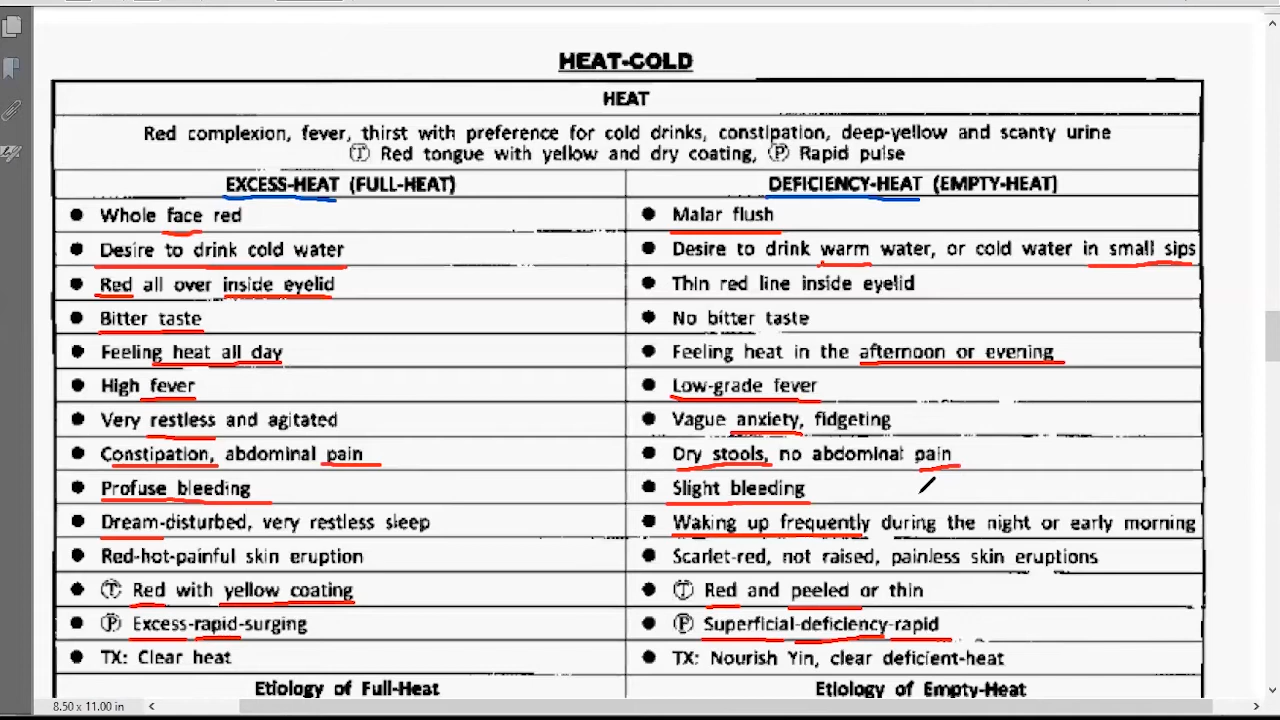 HEAT-COLD
HEAT
Red complexion, fever, thirst with preference for cold drinks, constipation, deep-yellow and scanty urine
Ⓣ Red tongue with yellow and dry coating, Ⓟ Rapid pulse
EXCESS-HEAT (FULL-HEAT) DEFICIENCY-HEAT (EMPTY-HEAT)
● Whole face red ● Malar flush
● Desire to drink cold water ● Desire to drink warm water, or cold water in small sips
● Red all over inside eyelid ● Thin red line inside eyelid
● Bitter taste ● No bitter taste
● Feeling heat all day ● Feeling heat in the afternoon or evening
● High fever ● Low-grade fever
● Very restless and agitated ● Vague anxiety, fidgeting
● Constipation, abdominal pain ● Dry stools, no abdominal pain
● Profuse bleeding ● Slight bleeding
● Dream-disturbed, very restless sleep ● Waking up frequently during the night or early morning
● Red-hot-painful skin eruption ● Scarlet-red, not raised, painless skin eruptions
● Ⓣ Red with yellow coating ● Ⓣ Red and peeled or thin
● Ⓟ Excess-rapid-surging ● Ⓟ Superficial-deficiency-rapid
● TX: Clear heat ● TX: Nourish Yin, clear deficient-heat
Etiology of Full-Heat Etiology of Empty-Heat
8.50 x 11.00 in